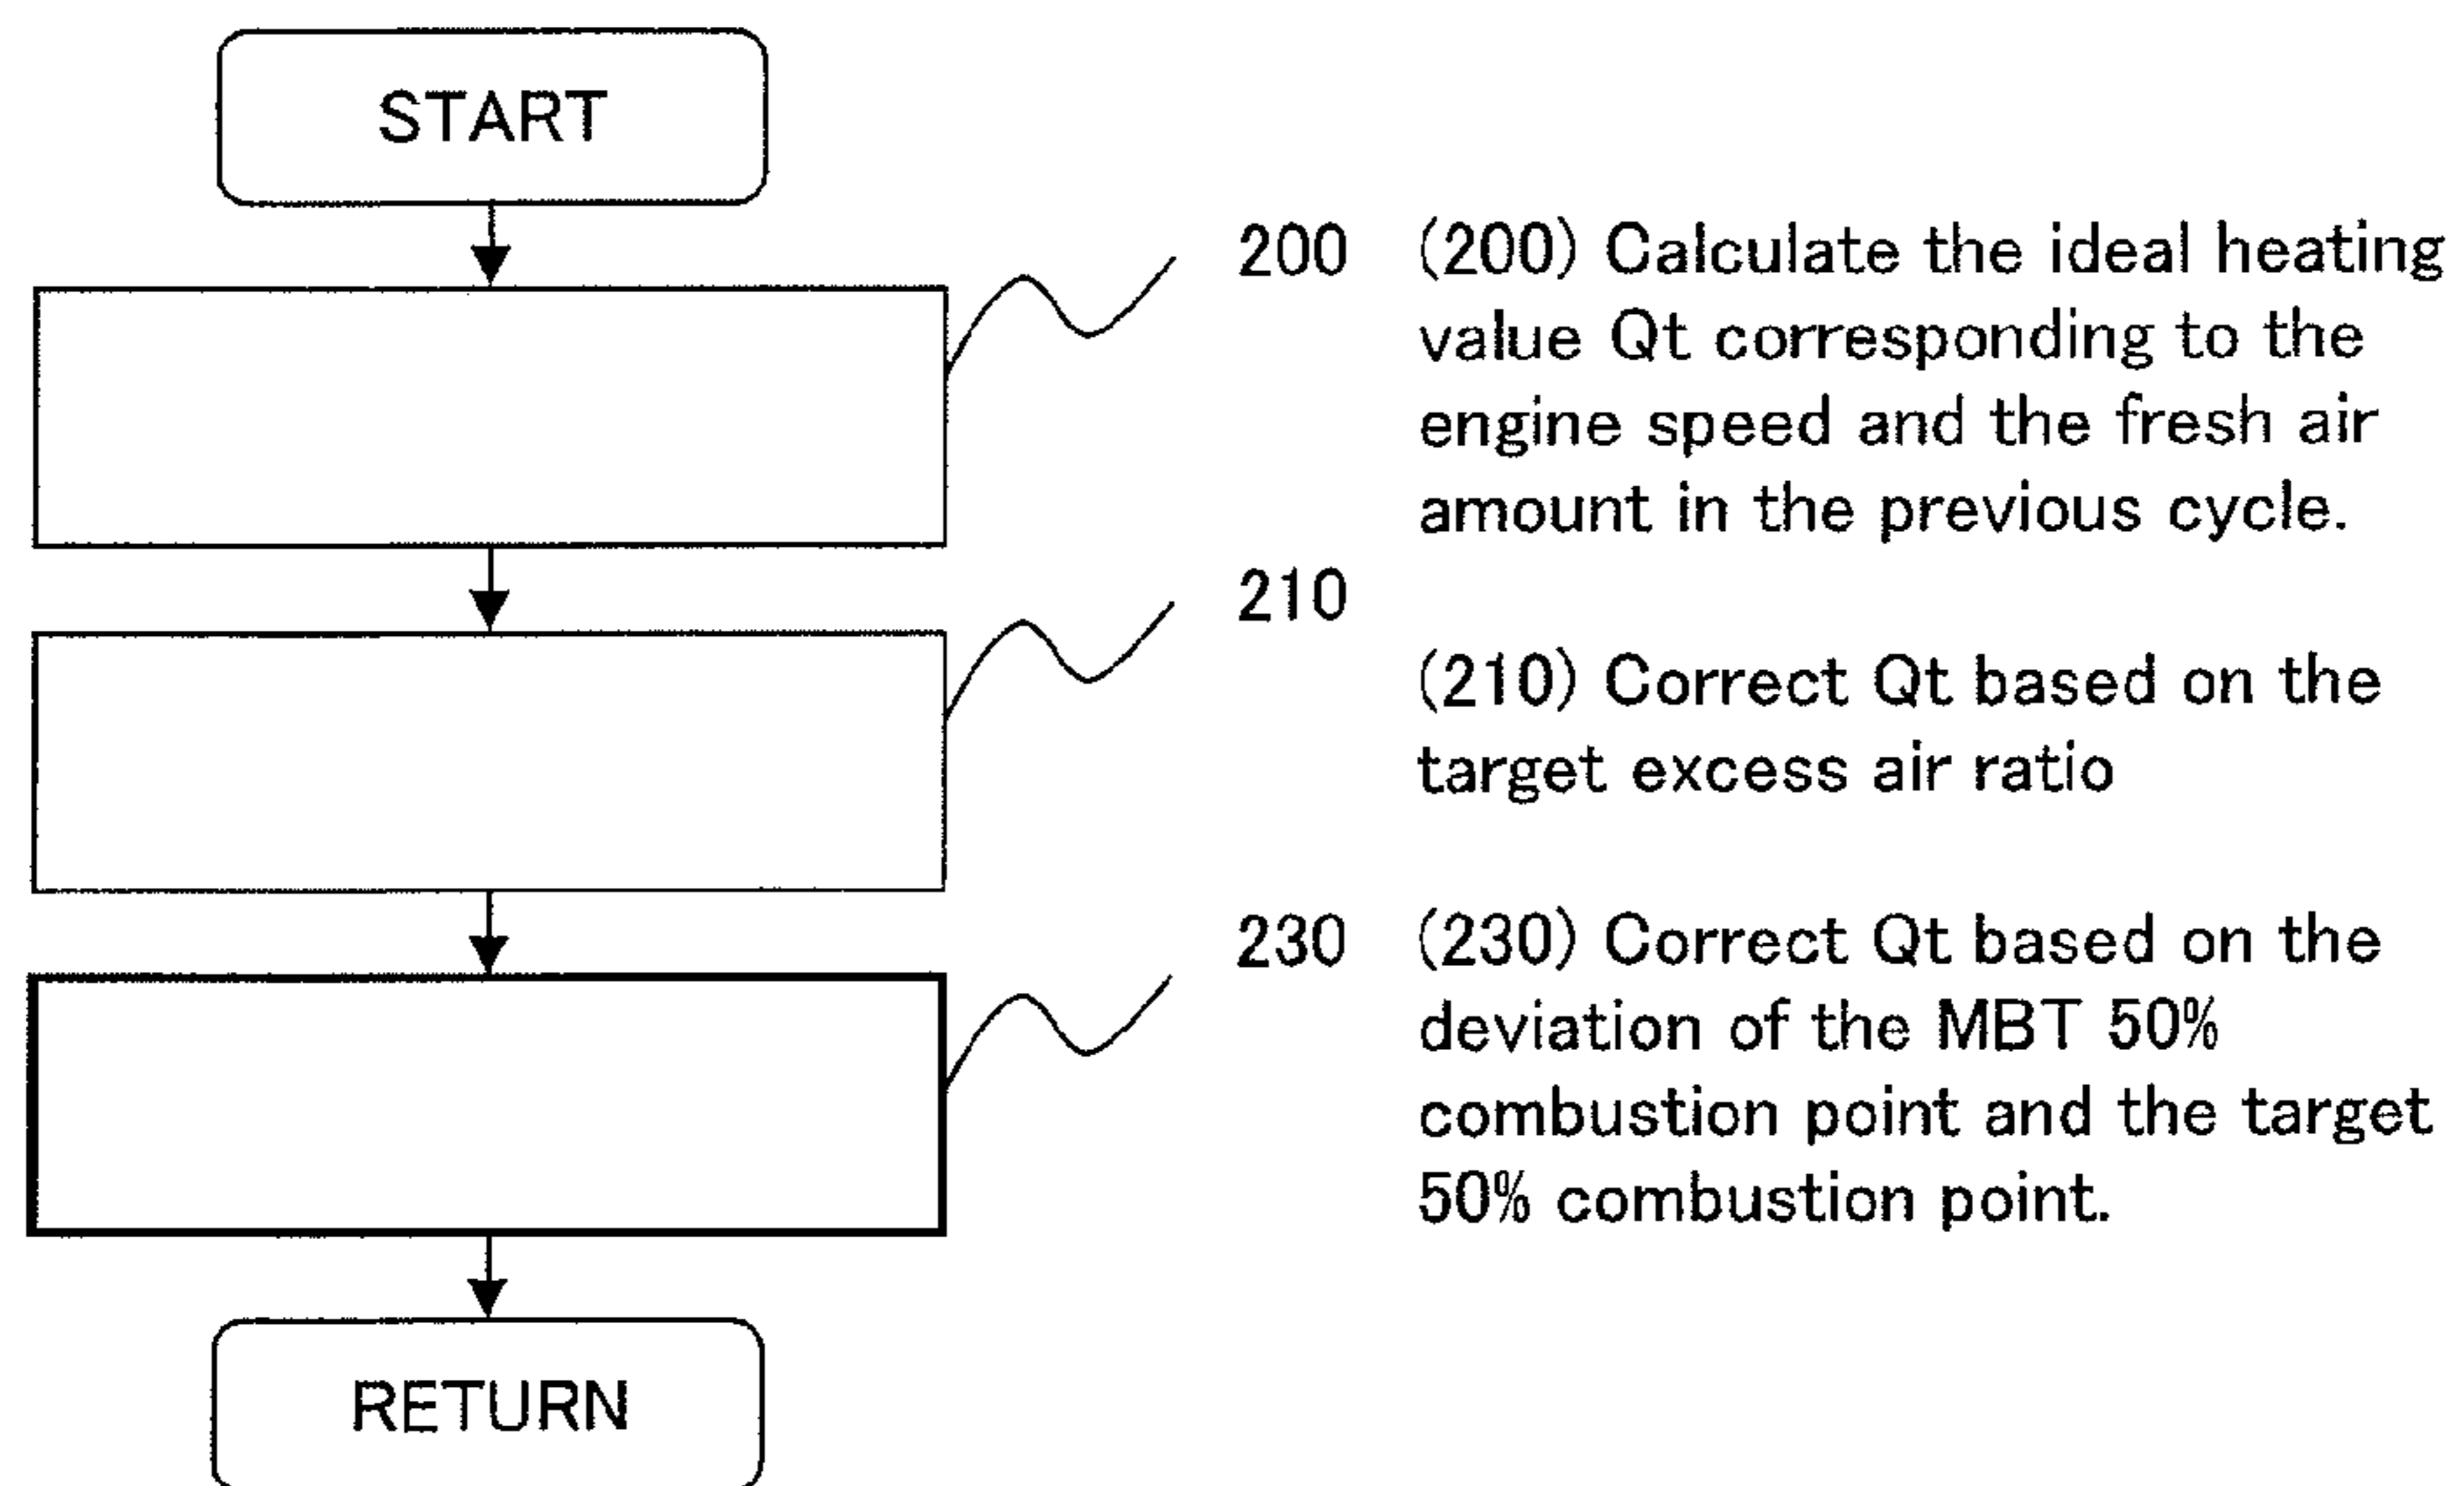 START
200 (200) Calculate the ideal heating
value Qt corresponding to the
engine speed and the fresh air
amount in the previous cycle.
210
(210) Correct Qt based on the
target excess air ratio
230 (230) Correct Qt based on the
deviation of the MBT 50%
combustion point and the target
50% combustion point.
RETURN